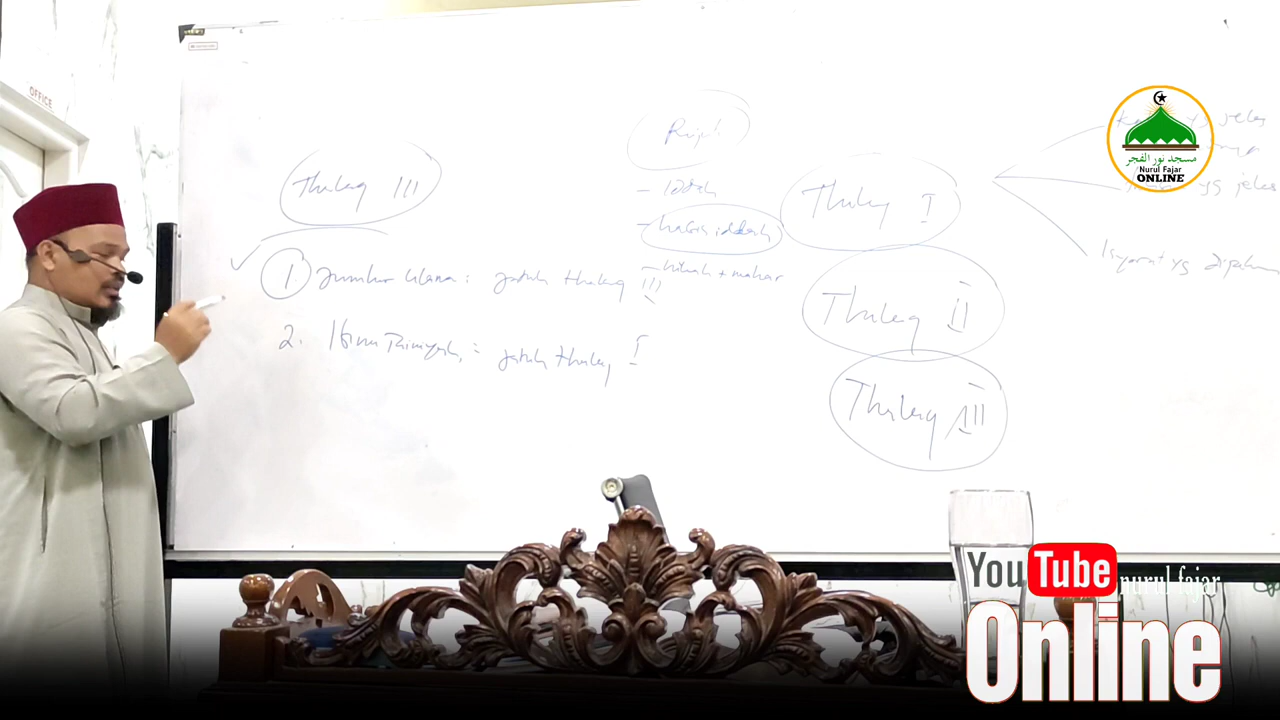 OFFICE
Thalaq III
1. Jumhur Ulama: jatuh thalaq III
2. Ibnu Taimiyah: jatuh thalaq I
Rujuk
- iddah
- habis iddah
nikah + mahar
Thalaq I
Thalaq II
Thalaq III
jelas
yg jelas
Isyarat yg
مسجد نور الفجر
Nurul Fajar
ONLINE
YouTube nurul fajar
Online